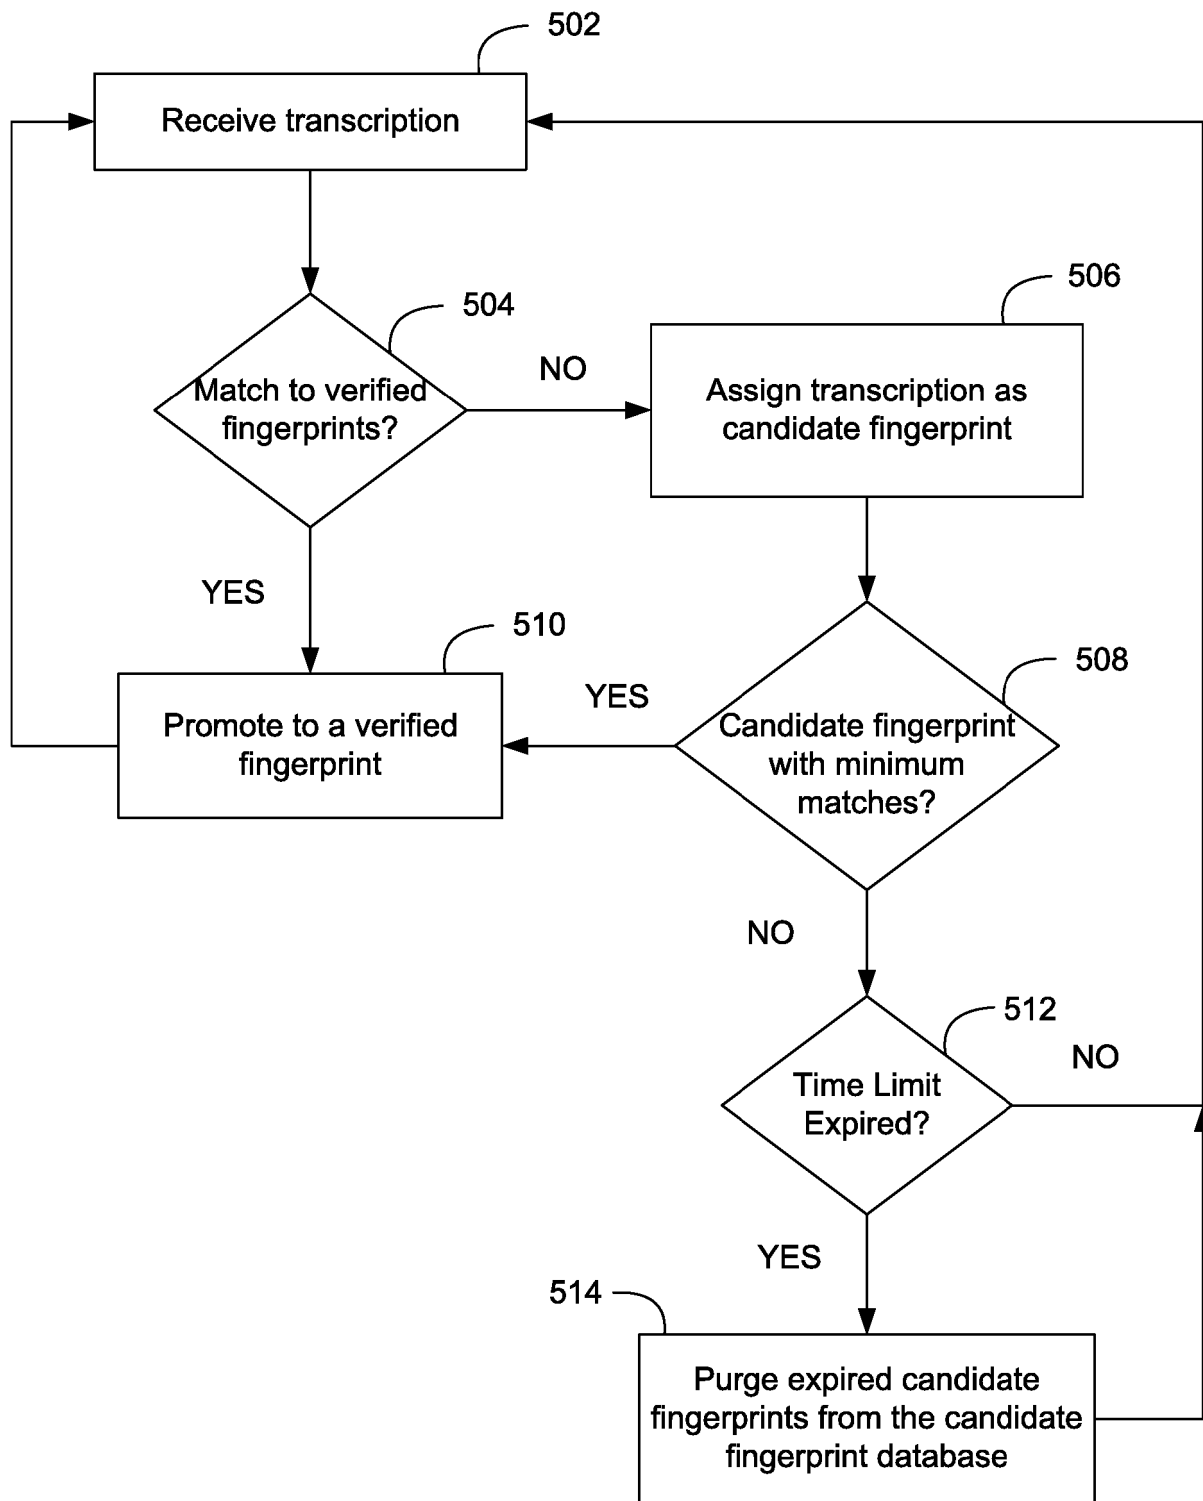 502
Receive transcription
504
Match to verified
fingerprints?
NO
506
Assign transcription as
candidate fingerprint
YES
510
Promote to a verified
fingerprint
YES
508
Candidate fingerprint
with minimum
matches?
NO
512
Time Limit
Expired?
NO
YES
514
Purge expired candidate
fingerprints from the candidate
fingerprint database